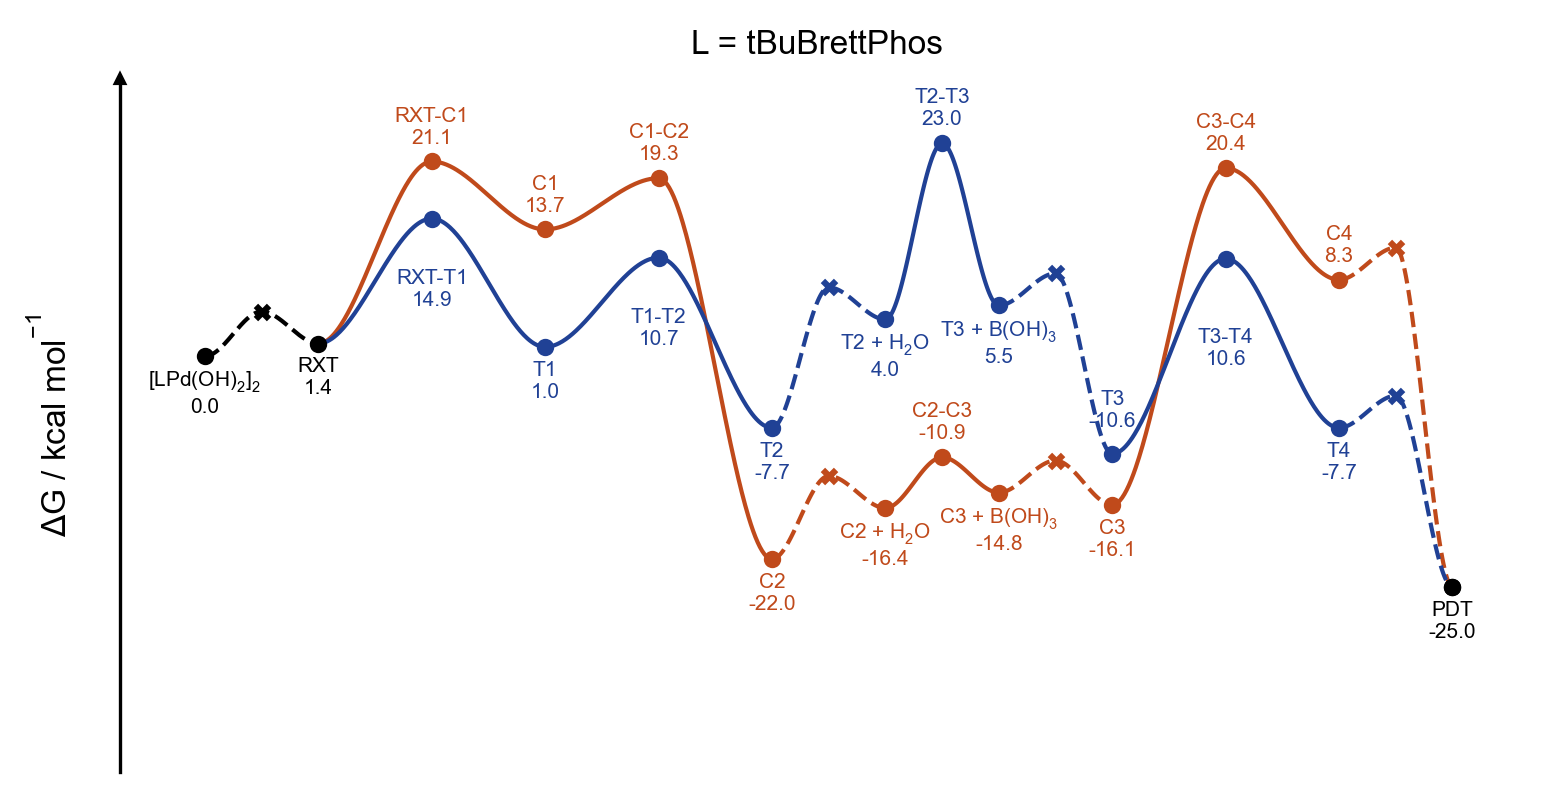 L = tBuBrettPhos
ΔG / kcal mol⁻¹
[LPd(OH)₂]₂
0.0
RXT
1.4
RXT-C1
21.1
RXT-T1
14.9
C1
13.7
T1
1.0
C1-C2
19.3
T1-T2
10.7
T2
-7.7
C2
-22.0
T2 + H₂O
4.0
C2 + H₂O
-16.4
T2-T3
23.0
C2-C3
-10.9
T3 + B(OH)₃
5.5
C3 + B(OH)₃
-14.8
T3
-10.6
C3
-16.1
C3-C4
20.4
T3-T4
10.6
C4
8.3
T4
-7.7
PDT
-25.0